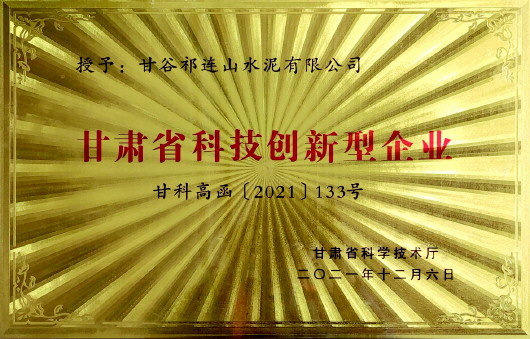 授予：甘谷祁连山水泥有限公司
甘肃省科技创新型企业
甘科高函〔2021〕133号
甘肃省科学技术厅
二〇二一年十二月六日